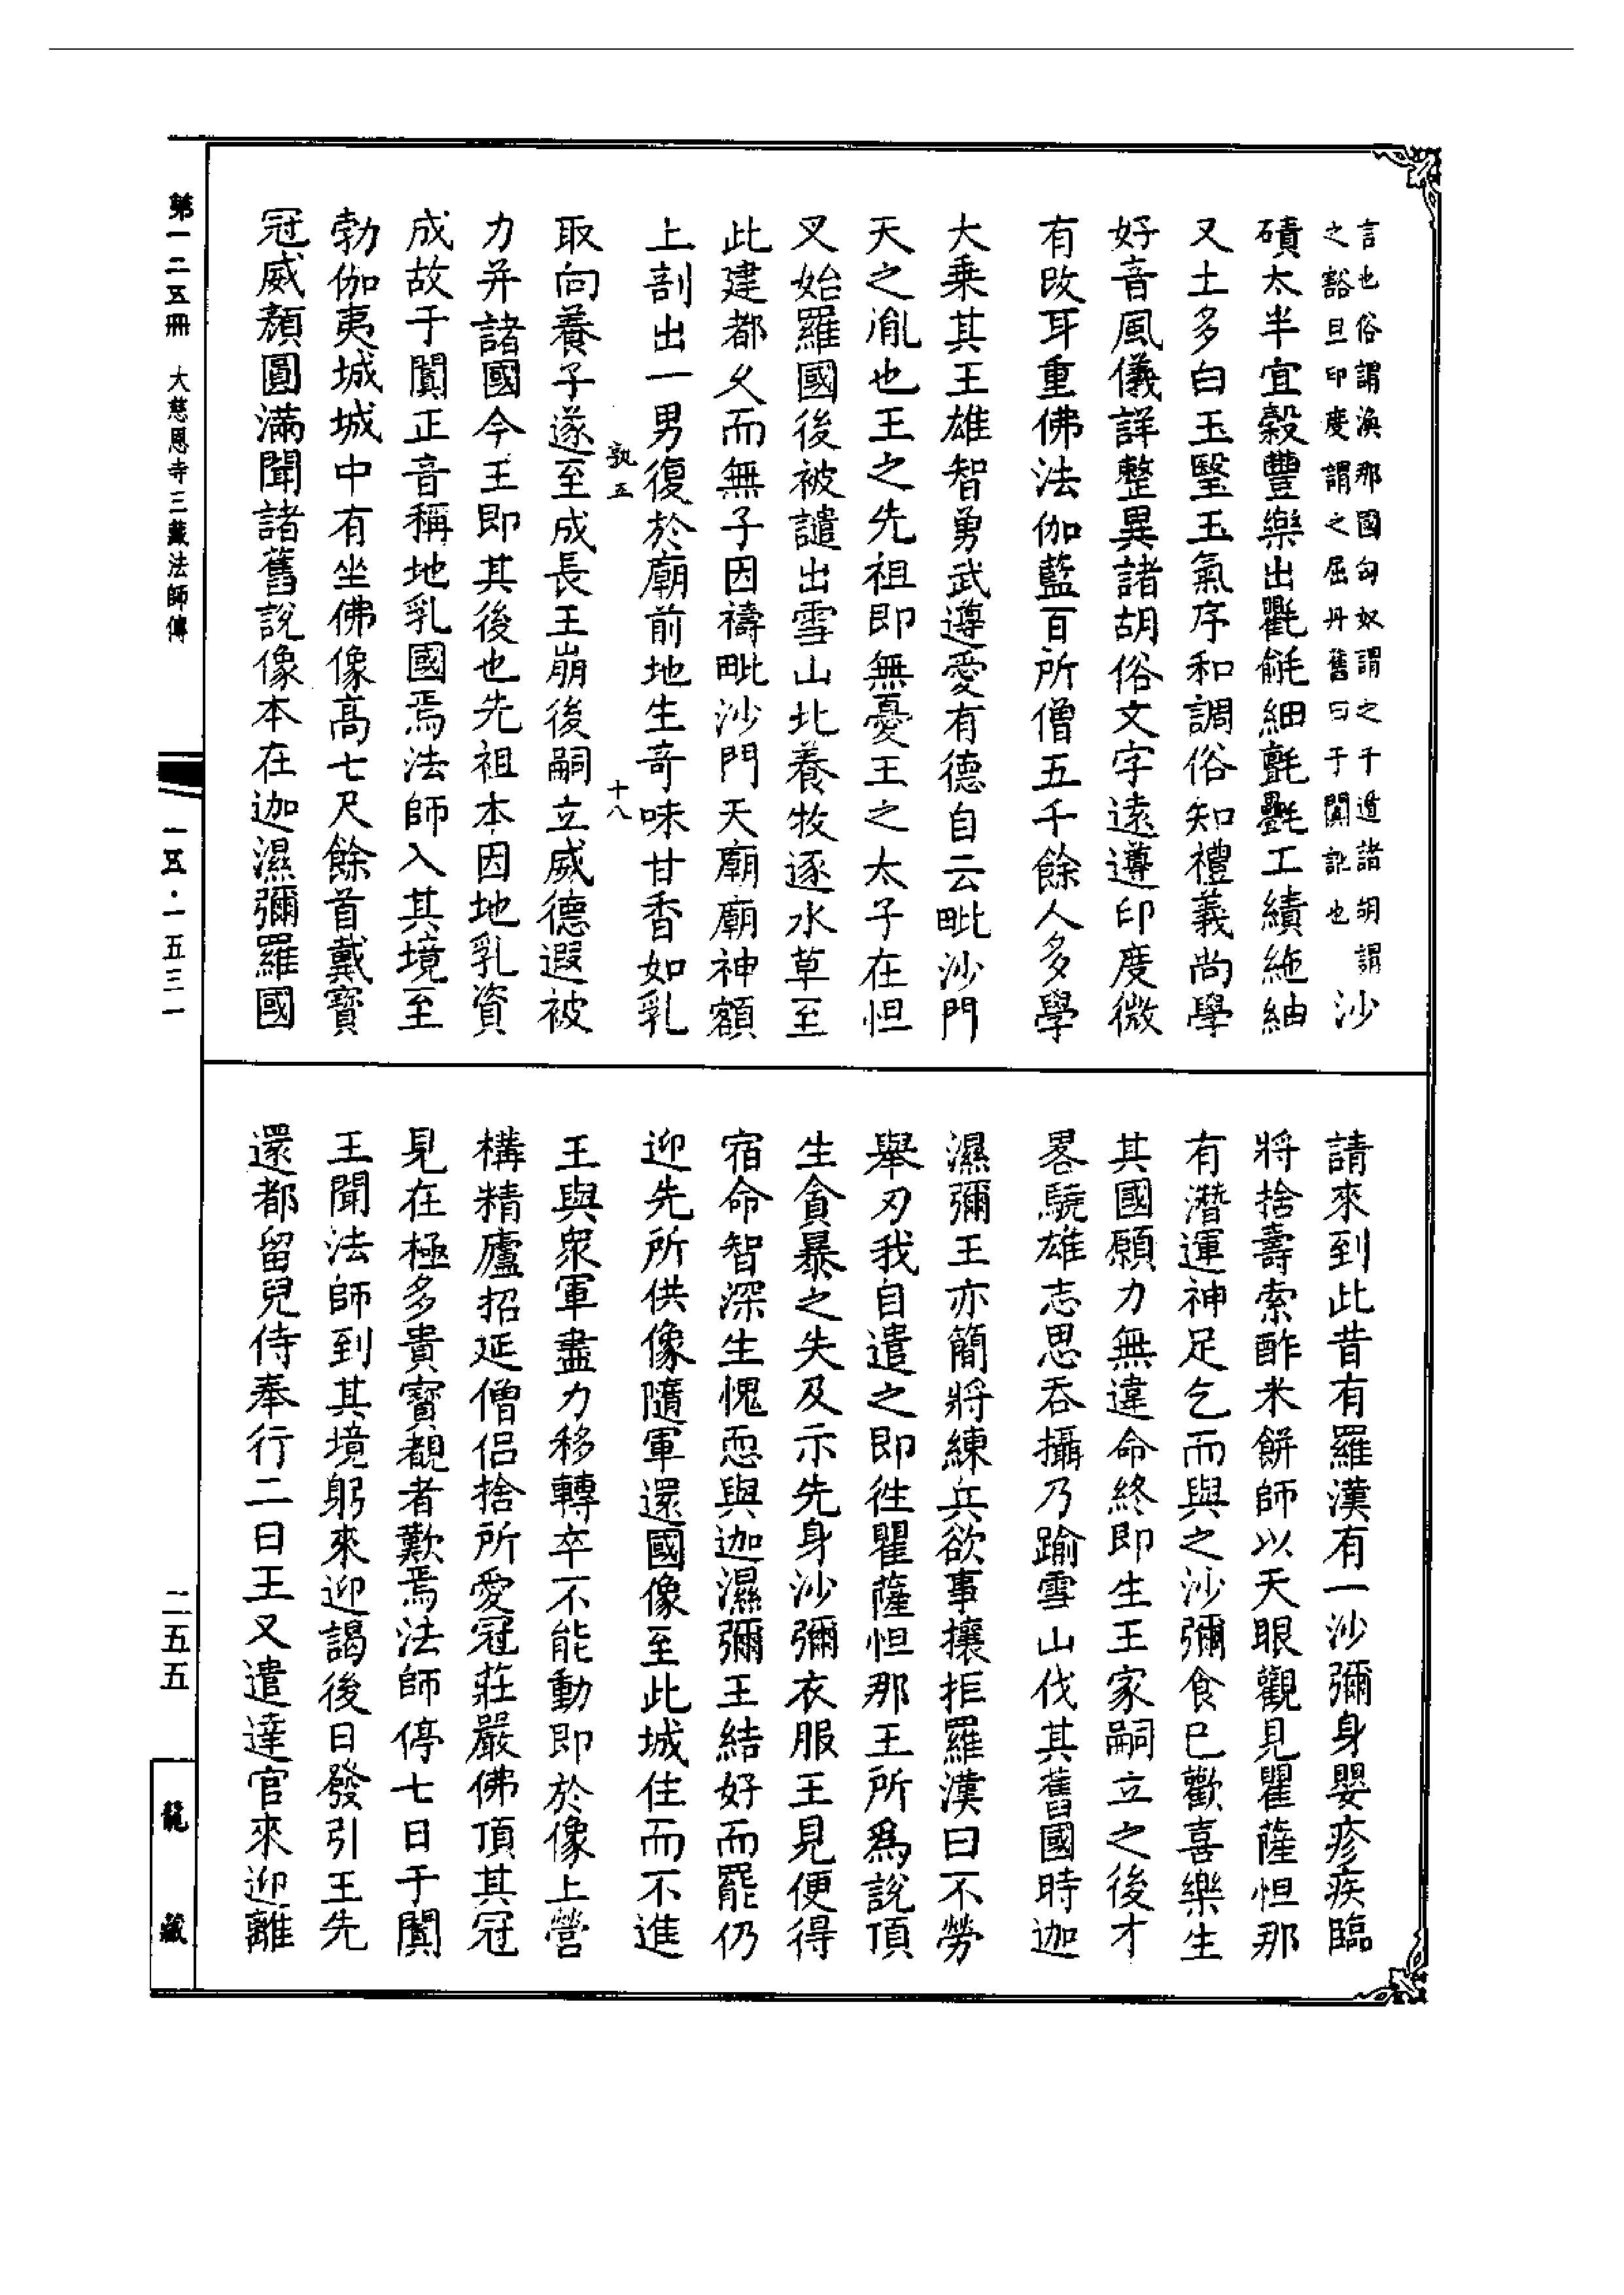 言也俗謂渙那國匈奴謂之于遁諸胡謂
之豁旦印度謂之屈丹舊曰于闐訛也
沙
磧太半宜穀豐樂出氍毹細氈氎工績絁紬
又土多白玉瑿玉氣序和調俗知禮義尚學
好音風儀詳整異諸胡俗文字遠遵印度微
有改耳重佛法伽藍百所僧五千餘人多學
大乘其王雄智勇武遵愛有德自云毗沙門
天之胤也王之先祖即無憂王之太子在怛
叉始羅國後被譴出雪山北養牧逐水草至
此建都久而無子因禱毗沙門天廟廟神額
上剖出一男復於廟前地生竒味甘香如乳
孰五 十八
取向養子遂至成長王崩後嗣立威德遐被
力并諸國今王即其後也先祖本因地乳資
成故于闐正音稱地乳國焉法師入其境至
勃伽夷城城中有坐佛像高七尺餘首戴寳
冠威顏圓滿聞諸舊說像本在迦濕彌羅國
請來到此昔有羅漢有一沙彌身嬰疹疾臨
將捨壽索酢米餅師以天眼觀見瞿薩怛那
有潛運神足乞而與之沙彌食已歡喜樂生
其國願力無違命終即生王家嗣立之後才
畧驍雄志思吞攝乃踰雪山伐其舊國時迦
濕彌王亦簡將練兵欲事攘拒羅漢曰不勞
舉刃我自遣之即徃瞿薩怛那王所爲說頂
生貪暴之失及示先身沙彌衣服王見便得
宿命智深生愧恧與迦濕彌王結好而罷仍
迎先所供像隨軍還國像至此城住而不進
王與衆軍盡力移轉卒不能動即於像上營
構精廬招延僧侣捨所愛冠莊嚴佛頂其冠
見在極多貴寳覩者歎焉法師停七日于闐
王聞法師到其境躬來迎謁後日發引王先
還都留兒侍奉行二日王又遣達官來迎離
第一二五冊 大慈恩寺三藏法師傳
一五·一五三一
二五五
龍藏